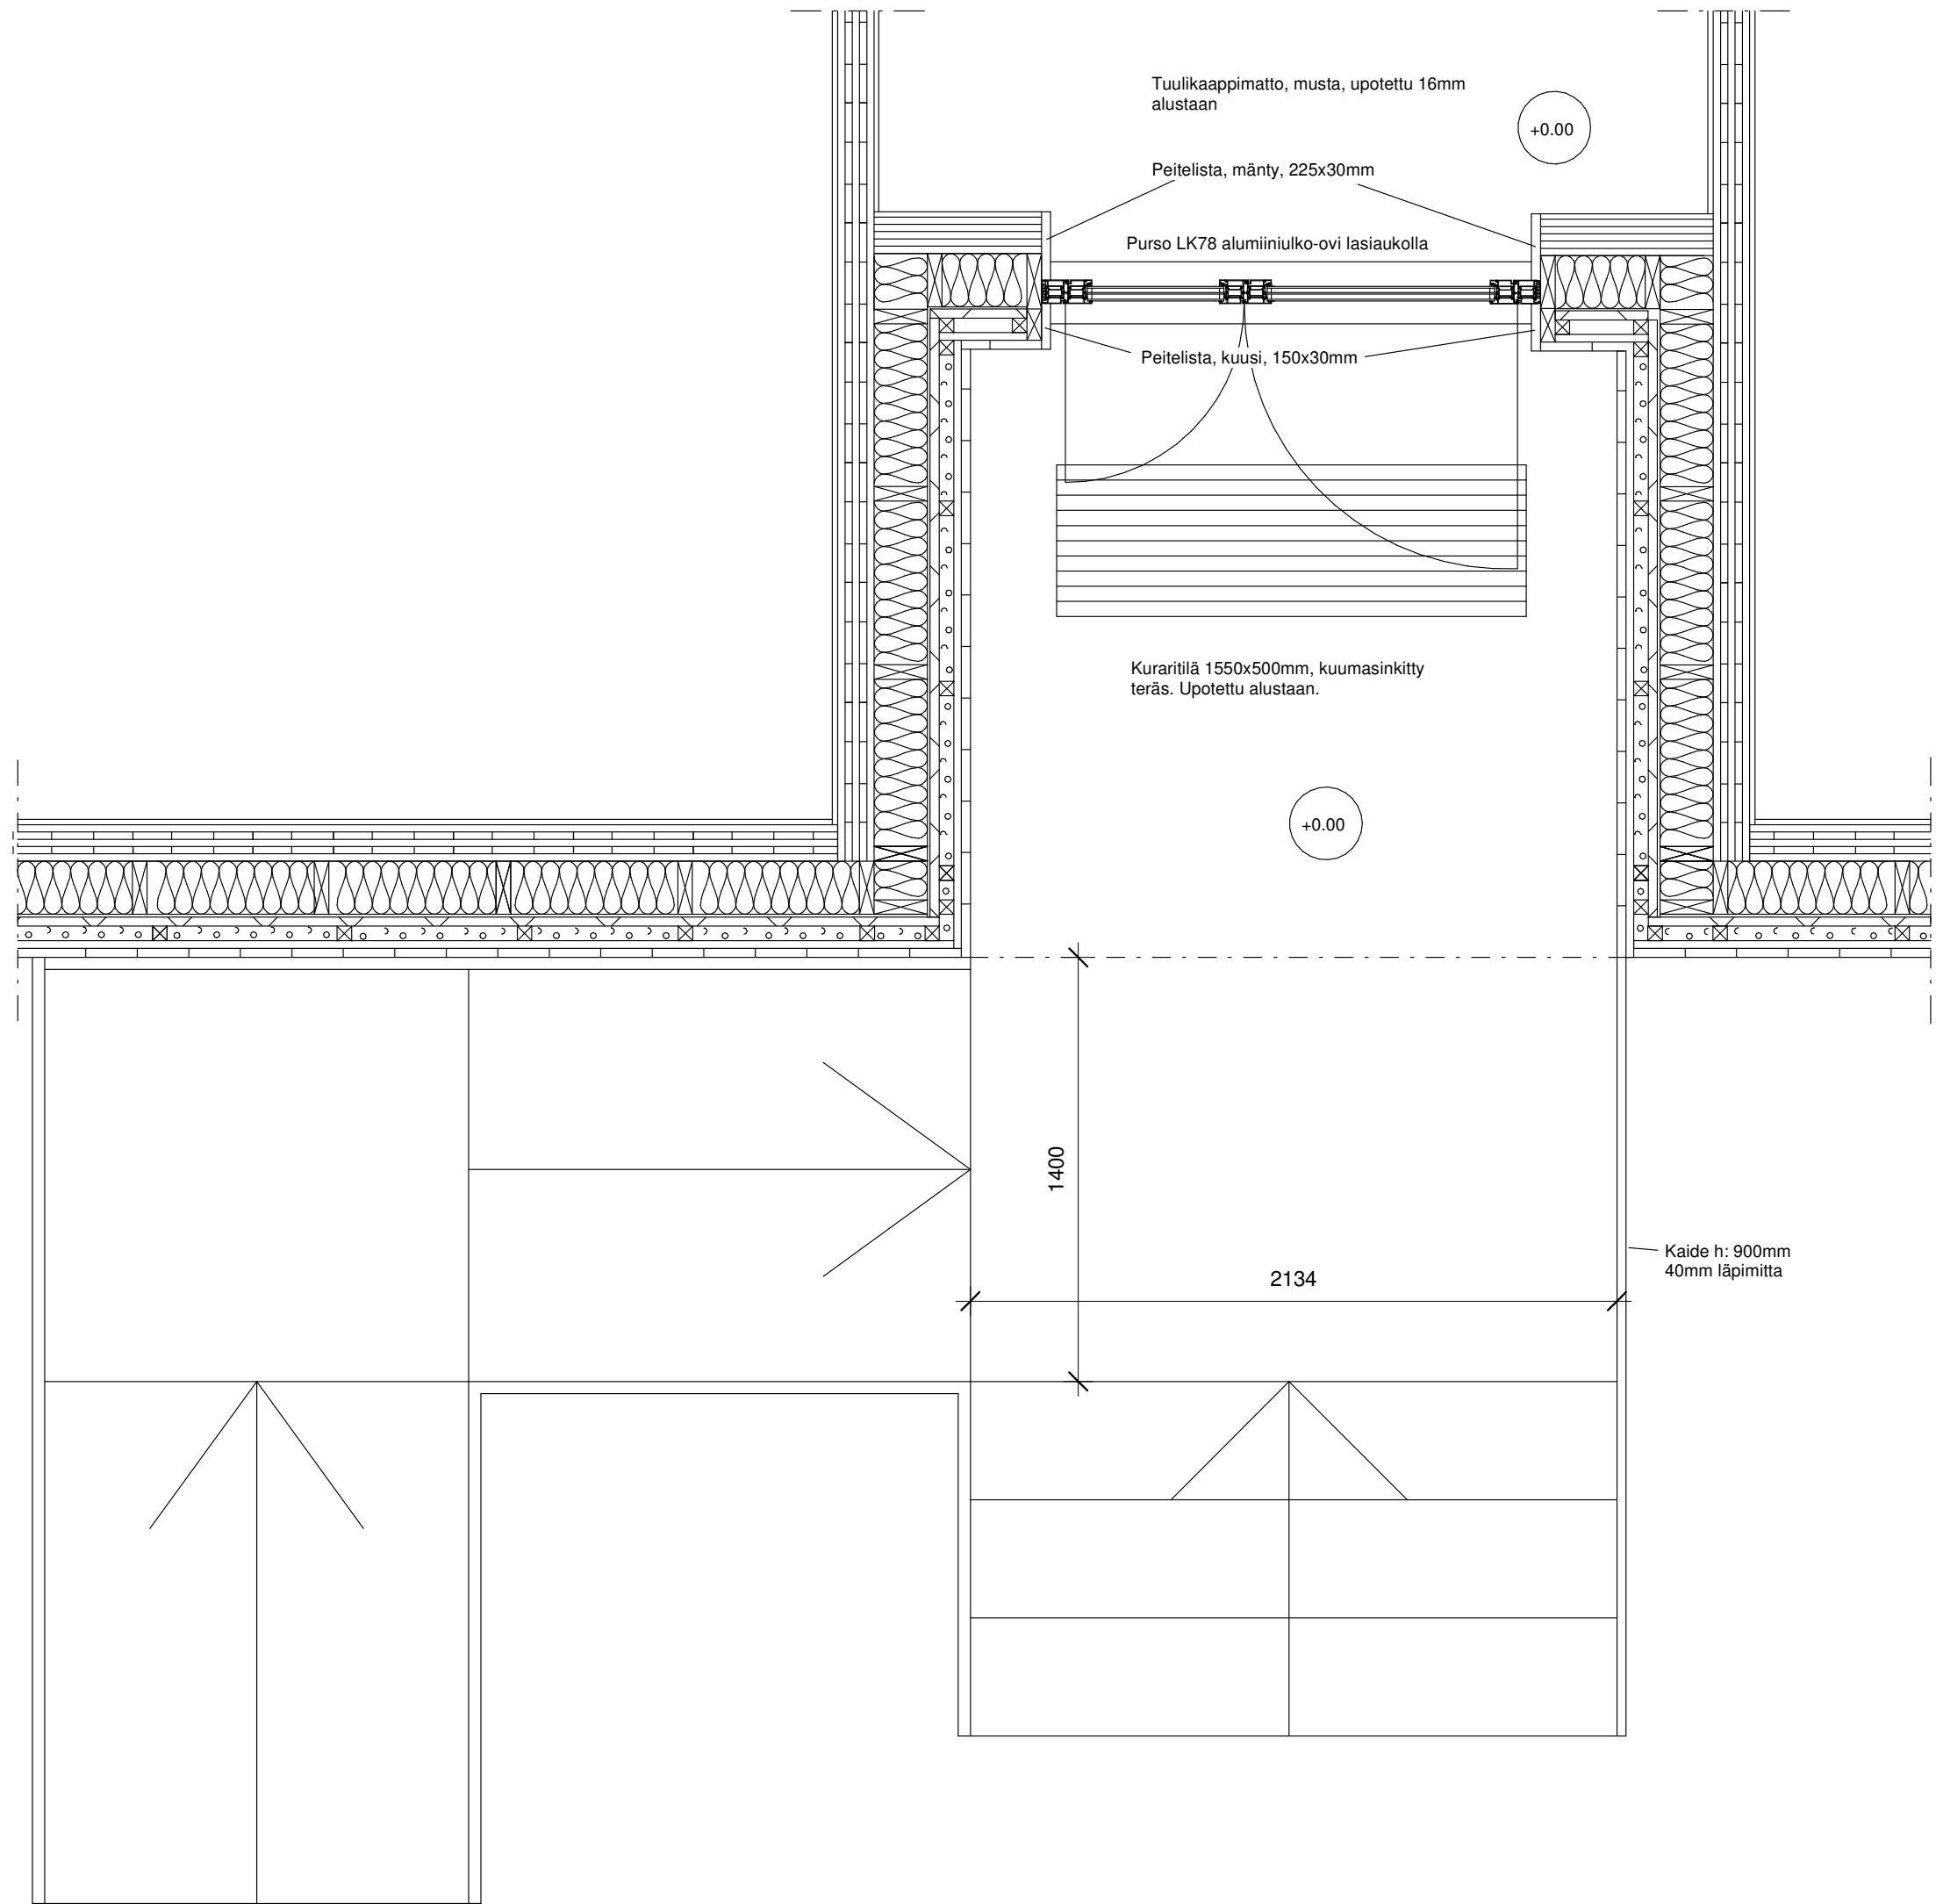 Tuulikaappimatto, musta, upotettu 16mm
alustaan
+0.00
Peitelista, mänty, 225x30mm
Purso LK78 alumiiniulko-ovi lasiaukolla
Peitelista, kuusi, 150x30mm
Kuraritilä 1550x500mm, kuumasinkitty
teräs. Upotettu alustaan.
+0.00
1400
Kaide h: 900mm
40mm läpimitta
2134